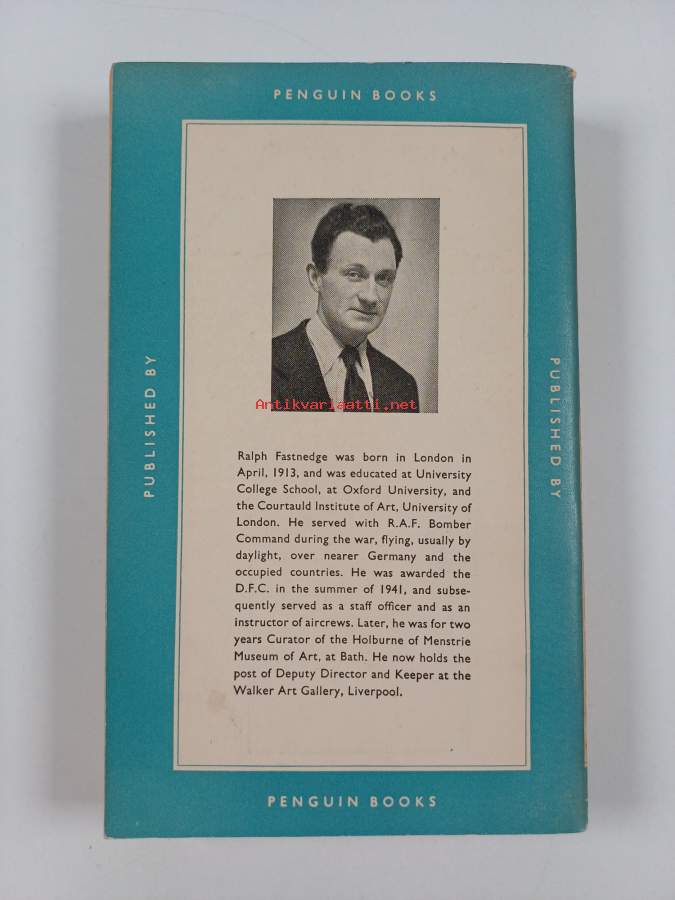 PENGUIN BOOKS
PUBLISHED BY
PUBLISHED BY
Antikvariaatti.net
Ralph Fastnedge was born in London in
April, 1913, and was educated at University
College School, at Oxford University, and
the Courtauld Institute of Art, University of
London. He served with R.A.F. Bomber
Command during the war, flying, usually by
daylight, over nearer Germany and the
occupied countries. He was awarded the
D.F.C. in the summer of 1941, and subse-
quently served as a staff officer and as an
instructor of aircrews. Later, he was for two
years Curator of the Holburne of Menstrie
Museum of Art, at Bath. He now holds the
post of Deputy Director and Keeper at the
Walker Art Gallery, Liverpool.
PENGUIN BOOKS